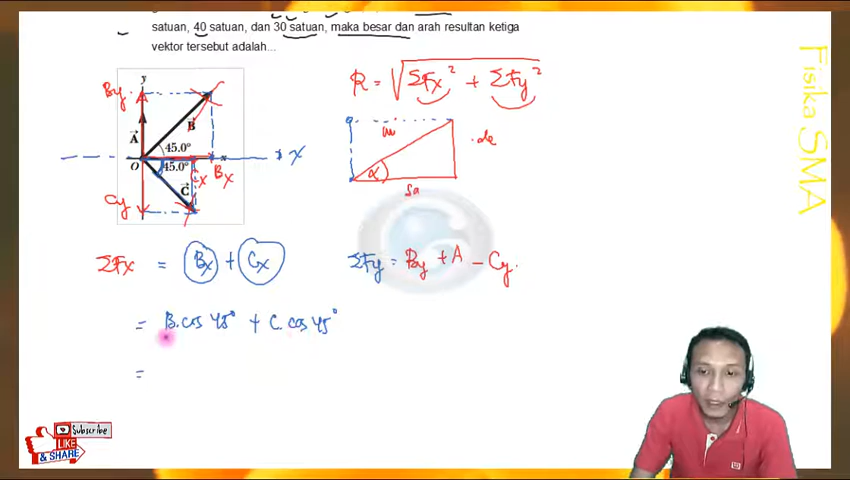 satuan, 40 satuan, dan 30 satuan, maka besar dan arah resultan ketiga
vektor tersebut adalah...
y
By
A
B
45.0°
x
O
45.0°
Bx
x
C
Cy
R = √ΣFx² + ΣFy²
mi
de
α
sa
ΣFx = Bx + Cx
ΣFy = By + A - Cy.
= B.cos 45° + C.cos 45°
=
Fisika SMA
Subscribe
LIKE
& SHARE